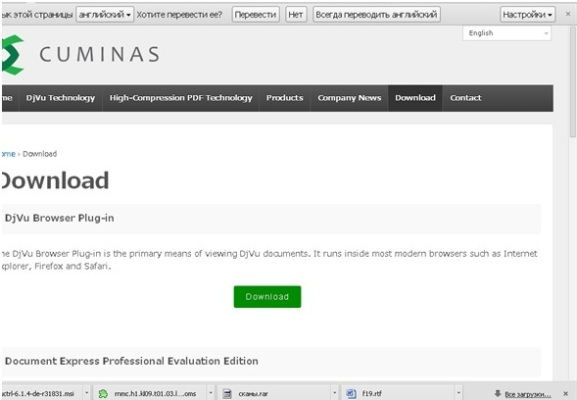 ык этой страницы английский Хотите перевести ее? Перевести Нет Всегда переводить английский Настройки
English
CUMINAS
me DjVu Technology High-Compression PDF Technology Products Company News Download Contact
ome › Download
Download
DjVu Browser Plug-in
he DjVu Browser Plug-in is the primary means of viewing DjVu documents. It runs inside most modern browsers such as Internet
xplorer, Firefox and Safari.
Download
Document Express Professional Evaluation Edition
ctrl-6.1.4-de-r31831.msi mmc.h1.kl09.t01.03.l....oms сканы.rar f19.rtf Все загрузки...